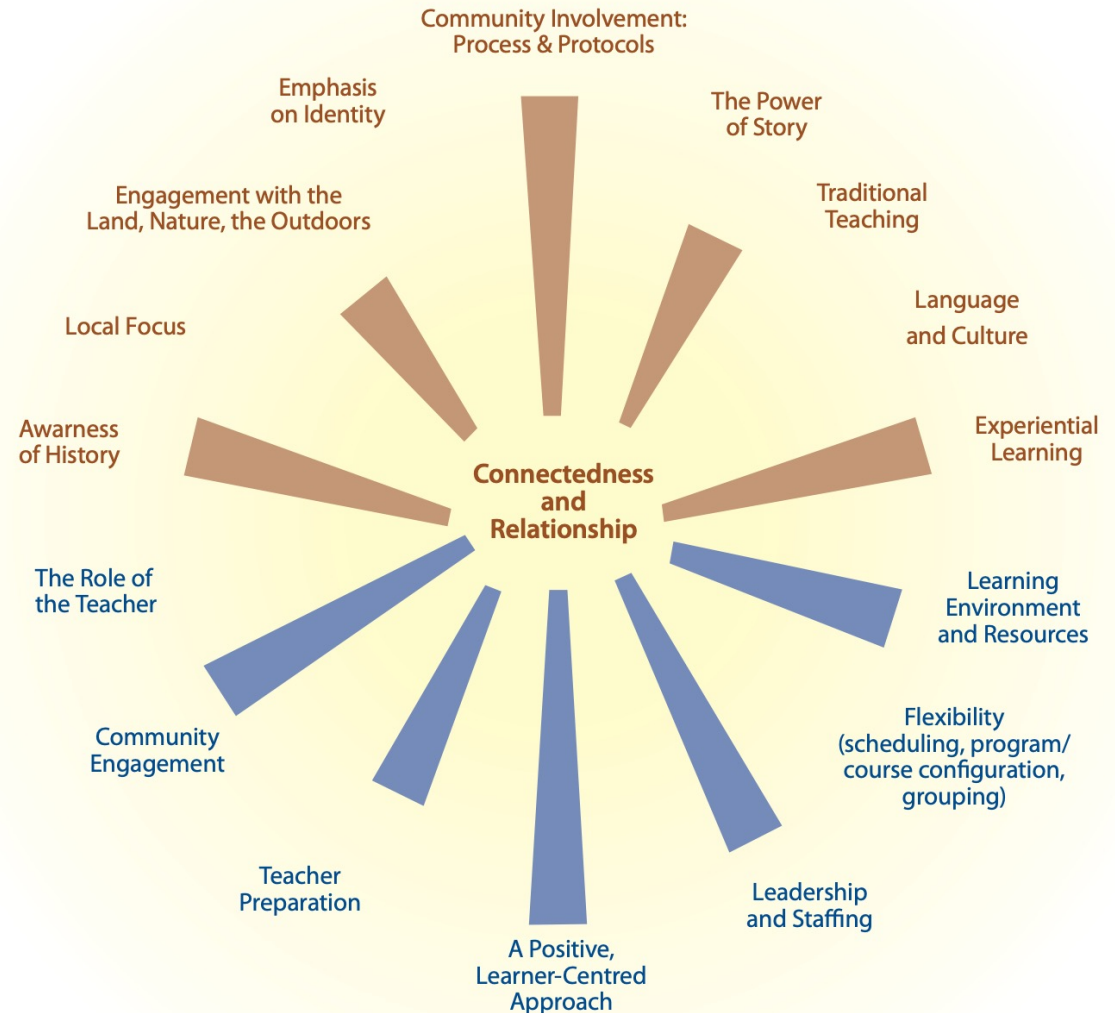 Community Involvement:
Process & Protocols
Emphasis
on Identity
The Power
of Story
Engagement with the
Land, Nature, the Outdoors
Traditional
Teaching
Local Focus
Language
and Culture
Awarness
of History
Experiential
Learning
Connectedness
and
Relationship
The Role of
the Teacher
Learning
Environment
and Resources
Community
Engagement
Flexibility
(scheduling, program/
course configuration,
grouping)
Teacher
Preparation
Leadership
and Staffing
A Positive,
Learner-Centred
Approach